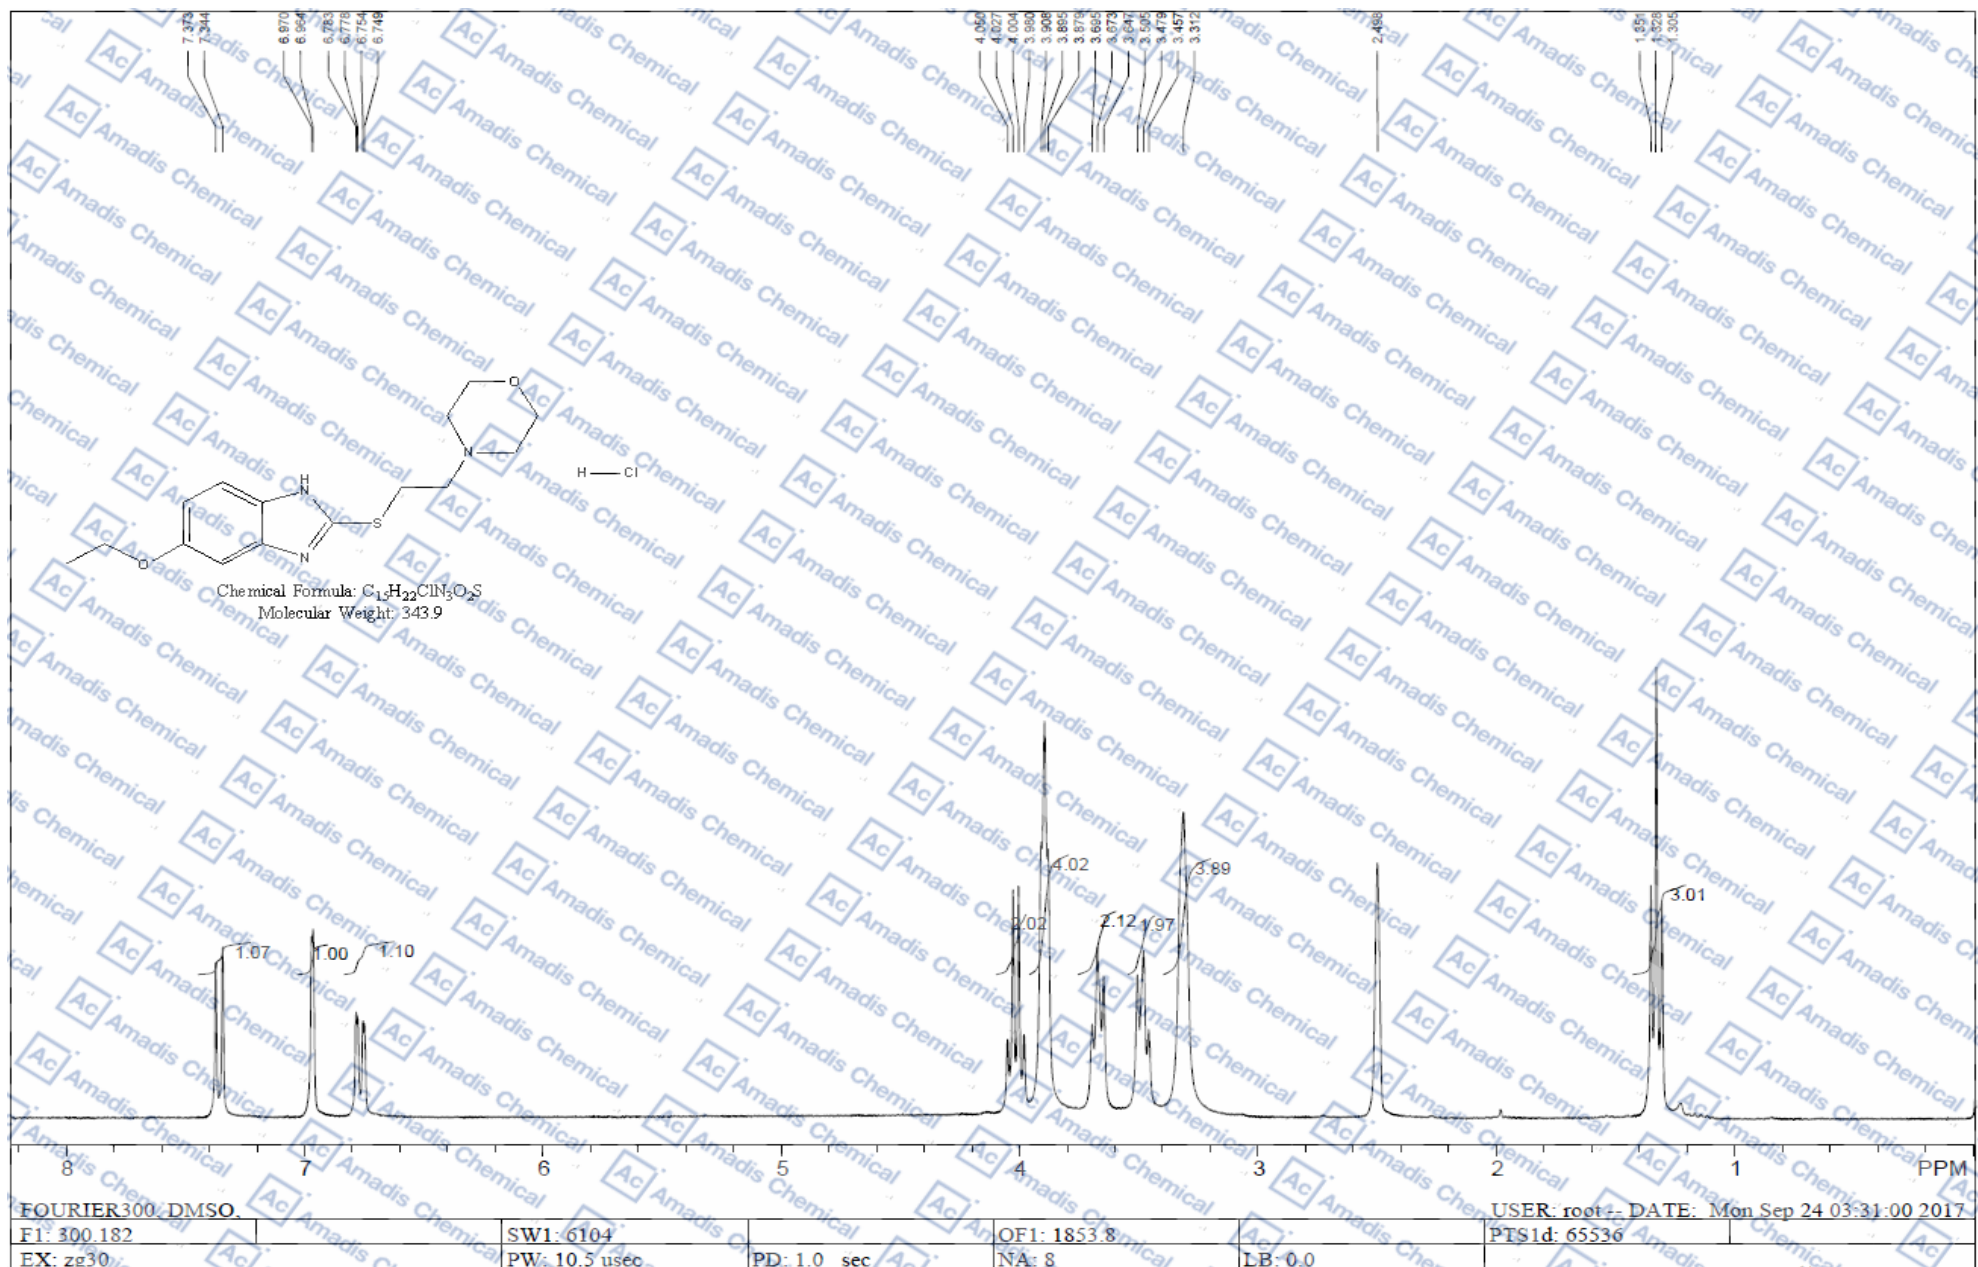 7.373
7.344
6.970
6.964
6.783
6.778
6.754
6.749
4.050
4.027
4.004
3.980
3.908
3.895
3.879
3.695
3.673
3.647
3.505
3.479
3.457
3.312
2.498
1.351
1.328
1.305
Ac Amadis Chemical
O
N
H—Cl
H
N
S
N
O
Chemical Formula: C15H22ClN3O2S
Molecular Weight: 343.9
1.07
1.00
1.10
2.02
4.02
2.12
1.97
3.89
3.01
8 7 6 5 4 3 2 1 PPM
FOURIER300, DMSO, USER: root -- DATE: Mon Sep 24 03:31:00 2017
F1: 300.182 SW1: 6104 OF1: 1853.8 PTS1d: 65536
EX: zg30 PW: 10.5 usec PD: 1.0 sec NA: 8 LB: 0.0